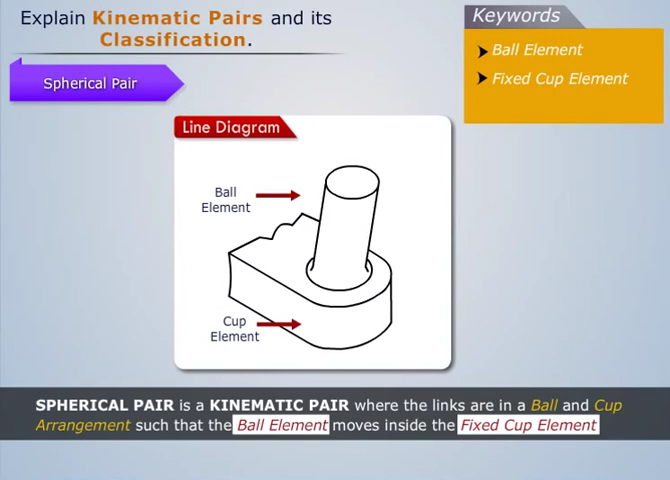 Explain Kinematic Pairs and its
Classification.
Keywords
Ball Element
Fixed Cup Element
Spherical Pair
Line Diagram
Ball
Element
Cup
Element
SPHERICAL PAIR is a KINEMATIC PAIR where the links are in a Ball and Cup
Arrangement such that the Ball Element moves inside the Fixed Cup Element